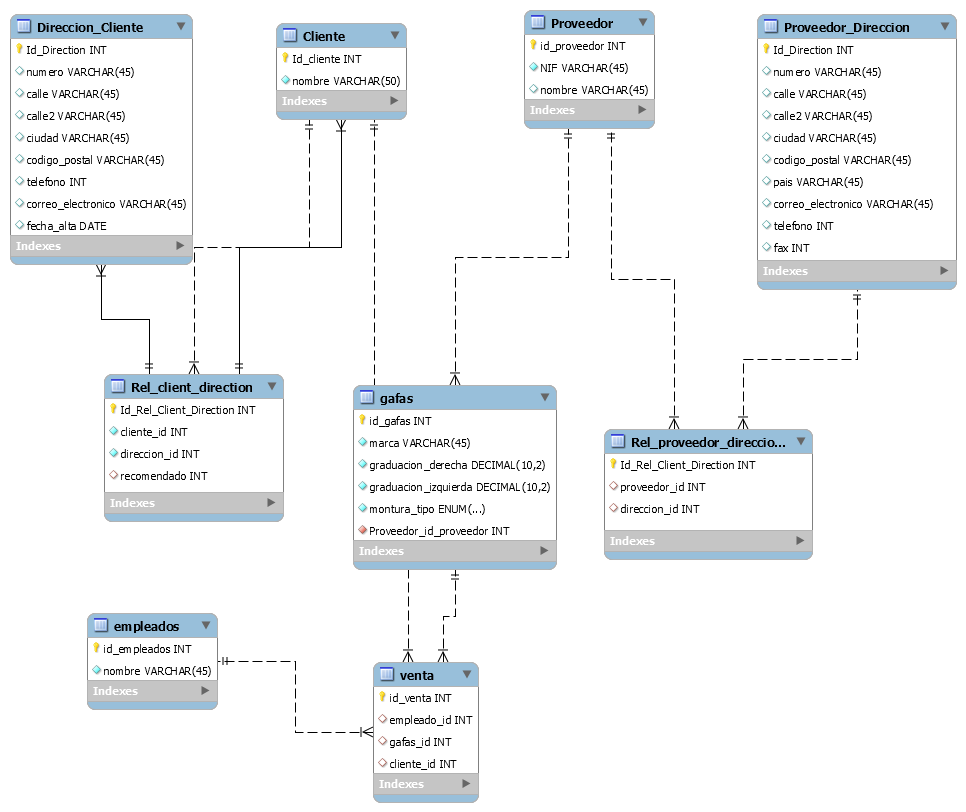 Direccion_Cliente
Id_Direction INT
numero VARCHAR(45)
calle VARCHAR(45)
calle2 VARCHAR(45)
ciudad VARCHAR(45)
codigo_postal VARCHAR(45)
telefono INT
correo_electronico VARCHAR(45)
fecha_alta DATE
Indexes
Cliente
Id_cliente INT
nombre VARCHAR(50)
Indexes
Proveedor
id_proveedor INT
NIF VARCHAR(45)
nombre VARCHAR(45)
Indexes
Proveedor_Direccion
Id_Direction INT
numero VARCHAR(45)
calle VARCHAR(45)
calle2 VARCHAR(45)
ciudad VARCHAR(45)
codigo_postal VARCHAR(45)
pais VARCHAR(45)
correo_electronico VARCHAR(45)
telefono INT
fax INT
Indexes
Rel_client_direction
Id_Rel_Client_Direction INT
cliente_id INT
direccion_id INT
recomendado INT
Indexes
gafas
id_gafas INT
marca VARCHAR(45)
graduacion_derecha DECIMAL(10,2)
graduacion_izquierda DECIMAL(10,2)
montura_tipo ENUM(...)
Proveedor_id_proveedor INT
Indexes
Rel_proveedor_direccio...
Id_Rel_Client_Direction INT
proveedor_id INT
direccion_id INT
Indexes
empleados
id_empleados INT
nombre VARCHAR(45)
Indexes
venta
id_venta INT
empleado_id INT
gafas_id INT
cliente_id INT
Indexes